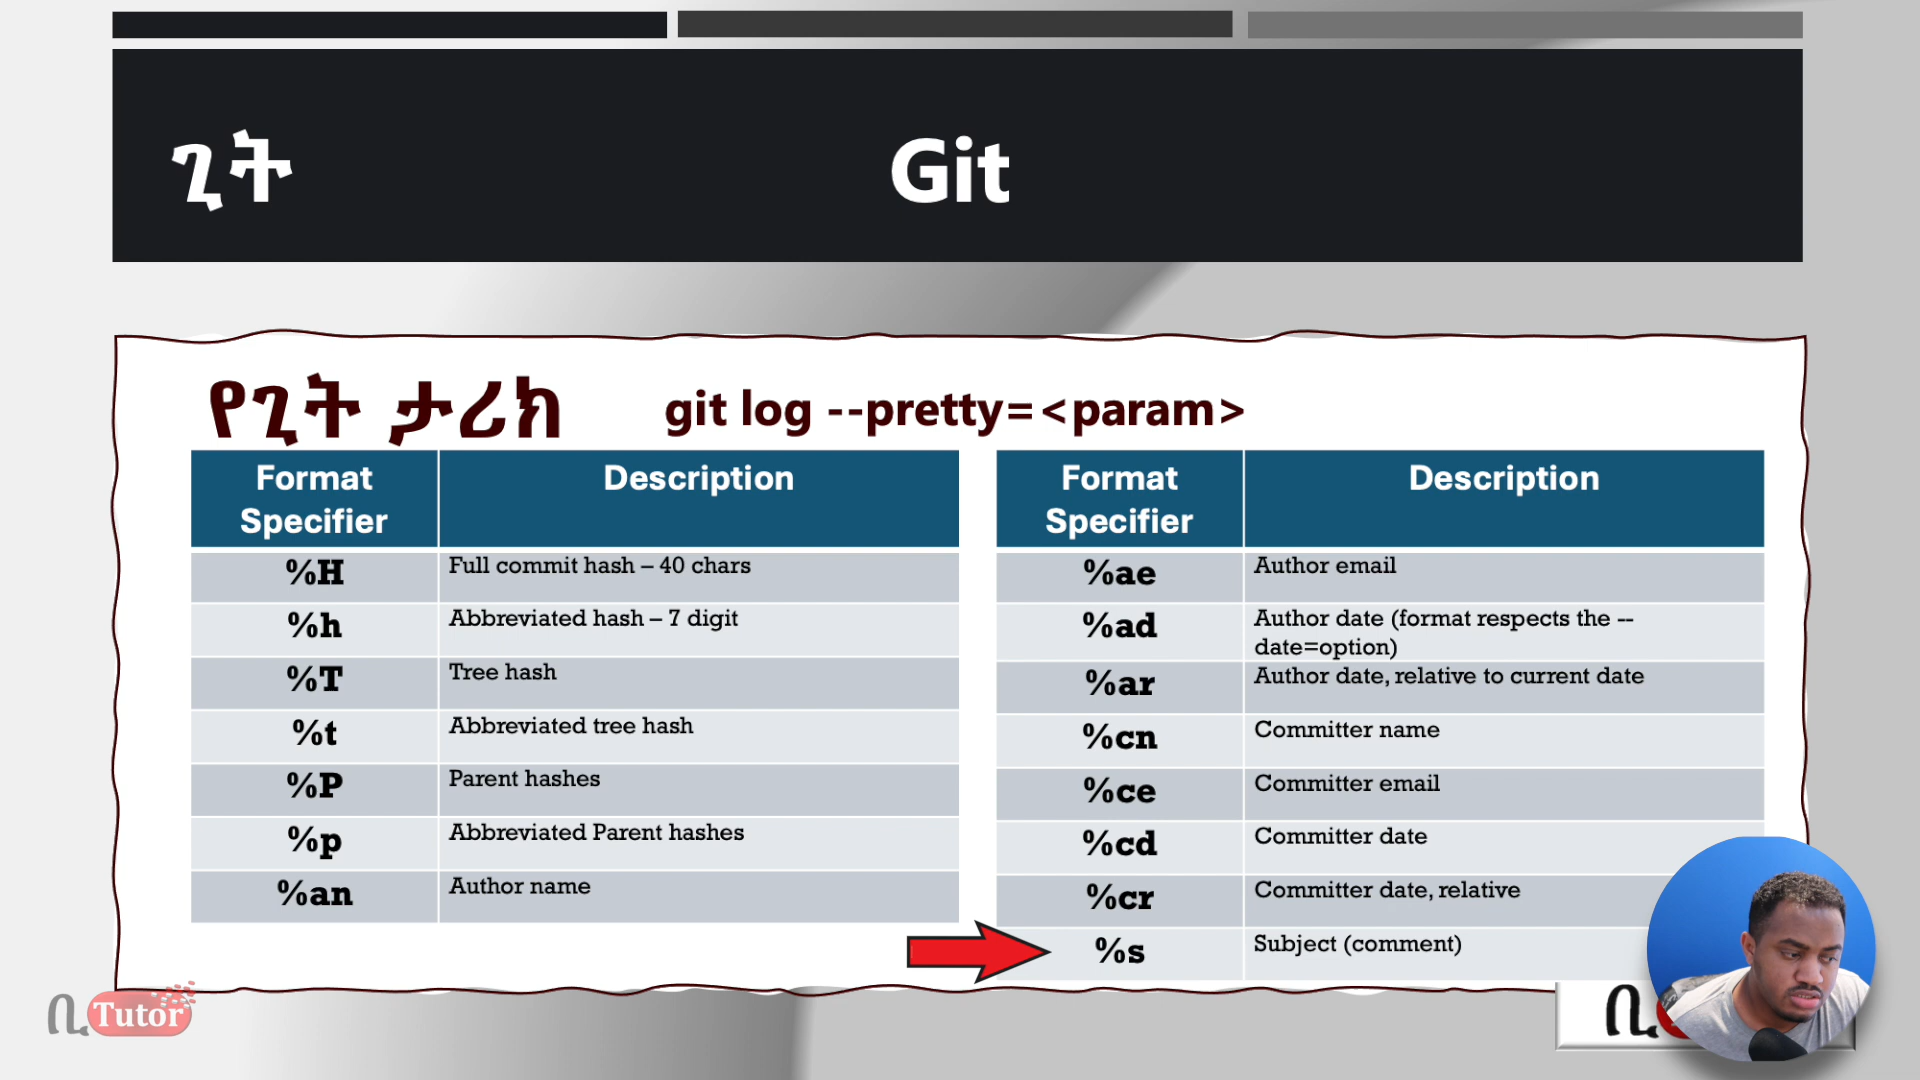 ጊት
Git
የጊት ታሪክ
git log --pretty=<param>
Format Specifier Description
%H Full commit hash – 40 chars
%h Abbreviated hash – 7 digit
%T Tree hash
%t Abbreviated tree hash
%P Parent hashes
%p Abbreviated Parent hashes
%an Author name
Format Specifier Description
%ae Author email
%ad Author date (format respects the --
date=option)
%ar Author date, relative to current date
%cn Committer name
%ce Committer email
%cd Committer date
%cr Committer date, relative
%s Subject (comment)
ቢ Tutor